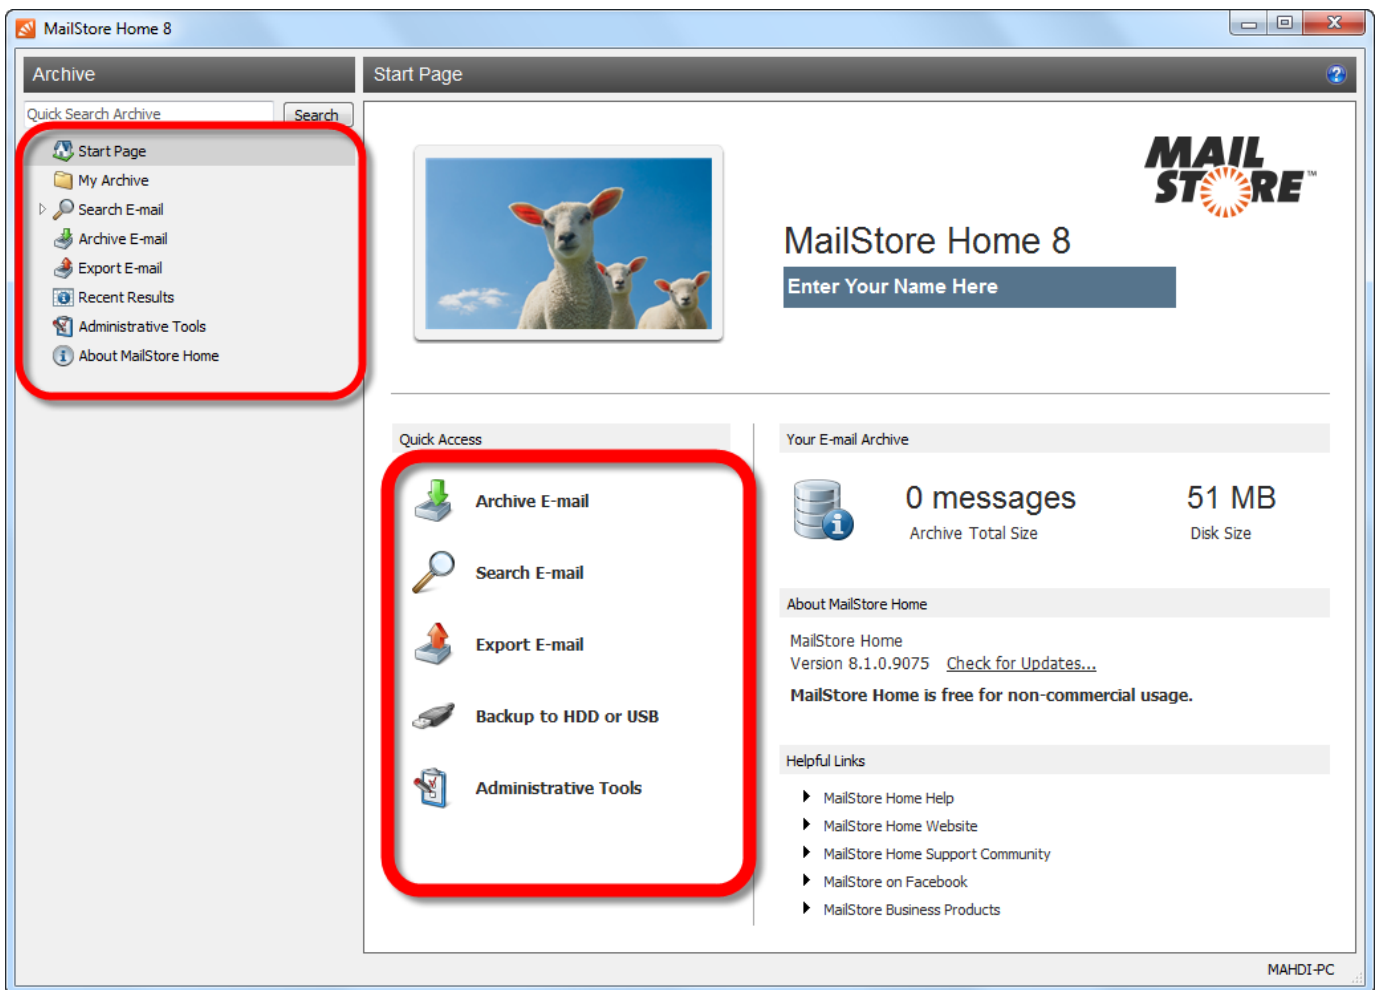 MailStore Home 8
Archive
Start Page
Quick Search Archive
Search
Start Page
My Archive
Search E-mail
Archive E-mail
Export E-mail
Recent Results
Administrative Tools
About MailStore Home
MAIL
STORE™
MailStore Home 8
Enter Your Name Here
Quick Access
Archive E-mail
Search E-mail
Export E-mail
Backup to HDD or USB
Administrative Tools
Your E-mail Archive
0 messages
51 MB
Archive Total Size
Disk Size
About MailStore Home
MailStore Home
Version 8.1.0.9075 Check for Updates...
MailStore Home is free for non-commercial usage.
Helpful Links
MailStore Home Help
MailStore Home Website
MailStore Home Support Community
MailStore on Facebook
MailStore Business Products
MAHDI-PC